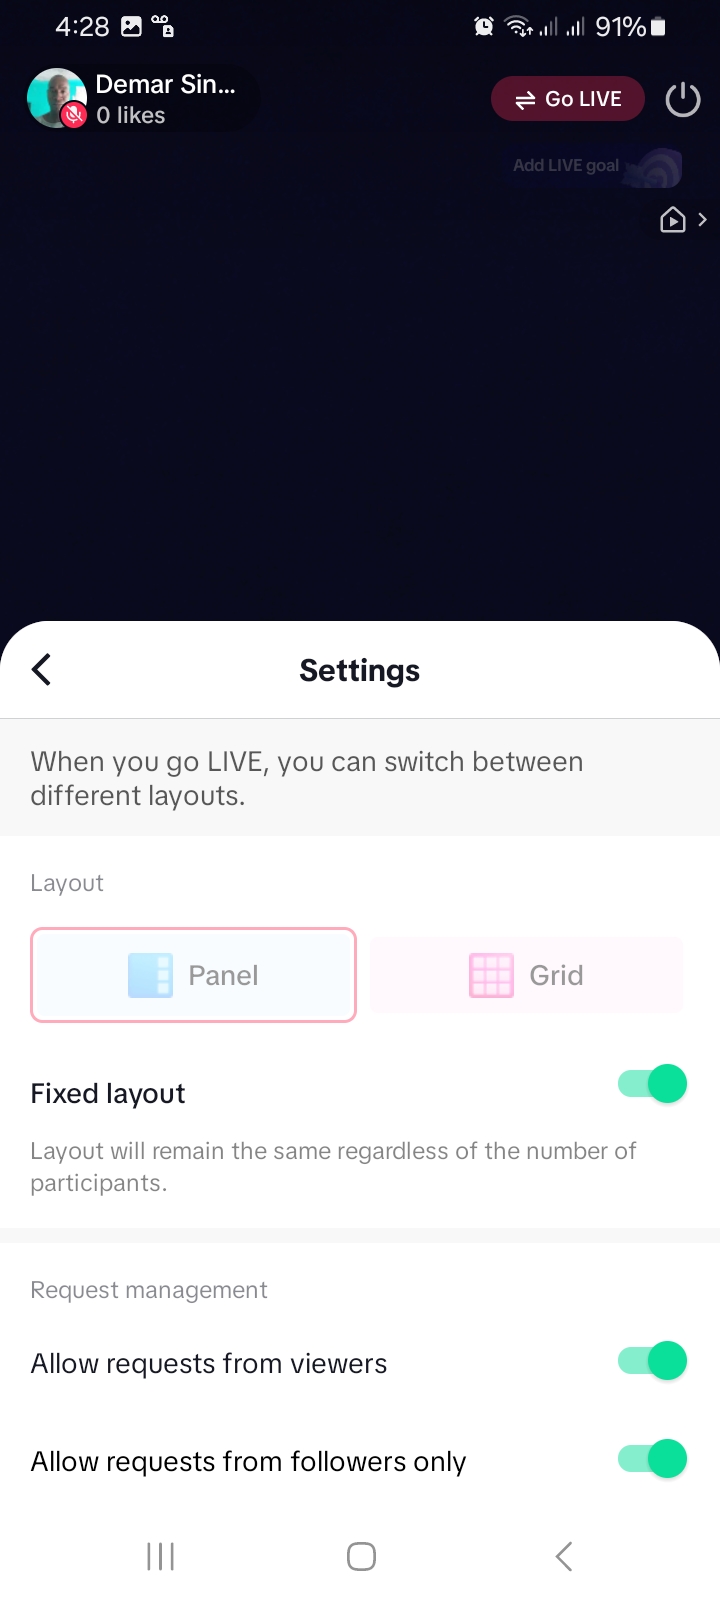 4:28
91%
Demar Sin...
0 likes
Go LIVE
Add LIVE goal
Settings
When you go LIVE, you can switch between
different layouts.
Layout
Panel
Grid
Fixed layout
Layout will remain the same regardless of the number of
participants.
Request management
Allow requests from viewers
Allow requests from followers only